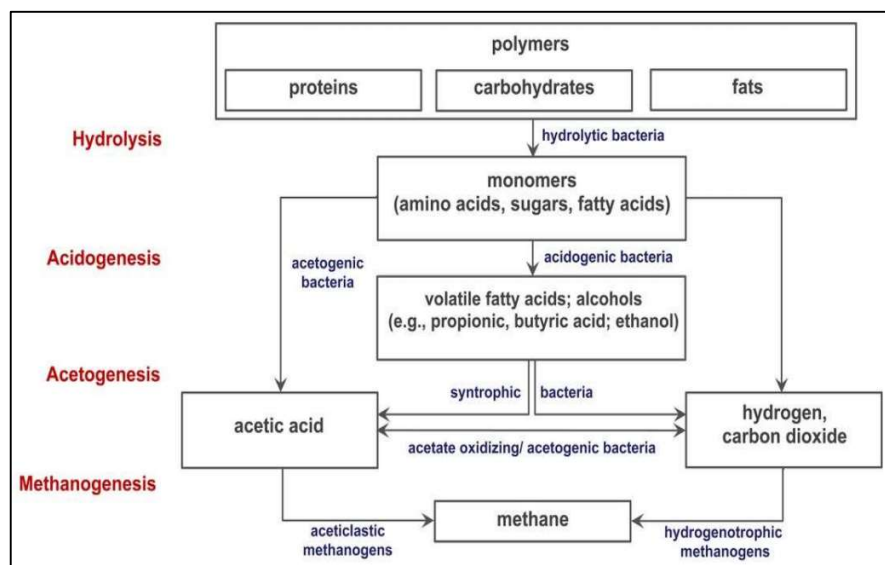 polymers
proteins
carbohydrates
fats
Hydrolysis
hydrolytic bacteria
monomers
(amino acids, sugars, fatty acids)
Acidogenesis
acetogenic
bacteria
acidogenic bacteria
volatile fatty acids; alcohols
(e.g., propionic, butyric acid; ethanol)
Acetogenesis
syntrophic
bacteria
acetic acid
hydrogen,
carbon dioxide
acetate oxidizing/ acetogenic bacteria
Methanogenesis
methane
aceticlastic
methanogens
hydrogenotrophic
methanogens